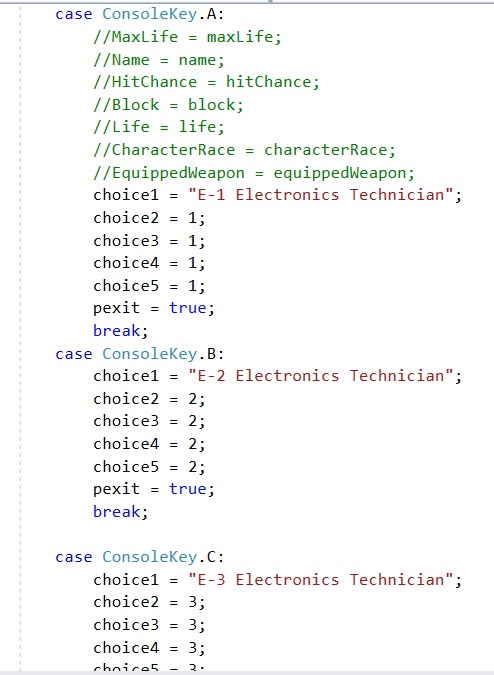 case ConsoleKey.A:
//MaxLife = maxLife;
//Name = name;
//HitChance = hitChance;
//Block = block;
//Life = life;
//CharacterRace = characterRace;
//EquippedWeapon = equippedWeapon;
choice1 = "E-1 Electronics Technician";
choice2 = 1;
choice3 = 1;
choice4 = 1;
choice5 = 1;
pexit = true;
break;
case ConsoleKey.B:
choice1 = "E-2 Electronics Technician";
choice2 = 2;
choice3 = 2;
choice4 = 2;
choice5 = 2;
pexit = true;
break;
case ConsoleKey.C:
choice1 = "E-3 Electronics Technician";
choice2 = 3;
choice3 = 3;
choice4 = 3;
choice5 = 3;